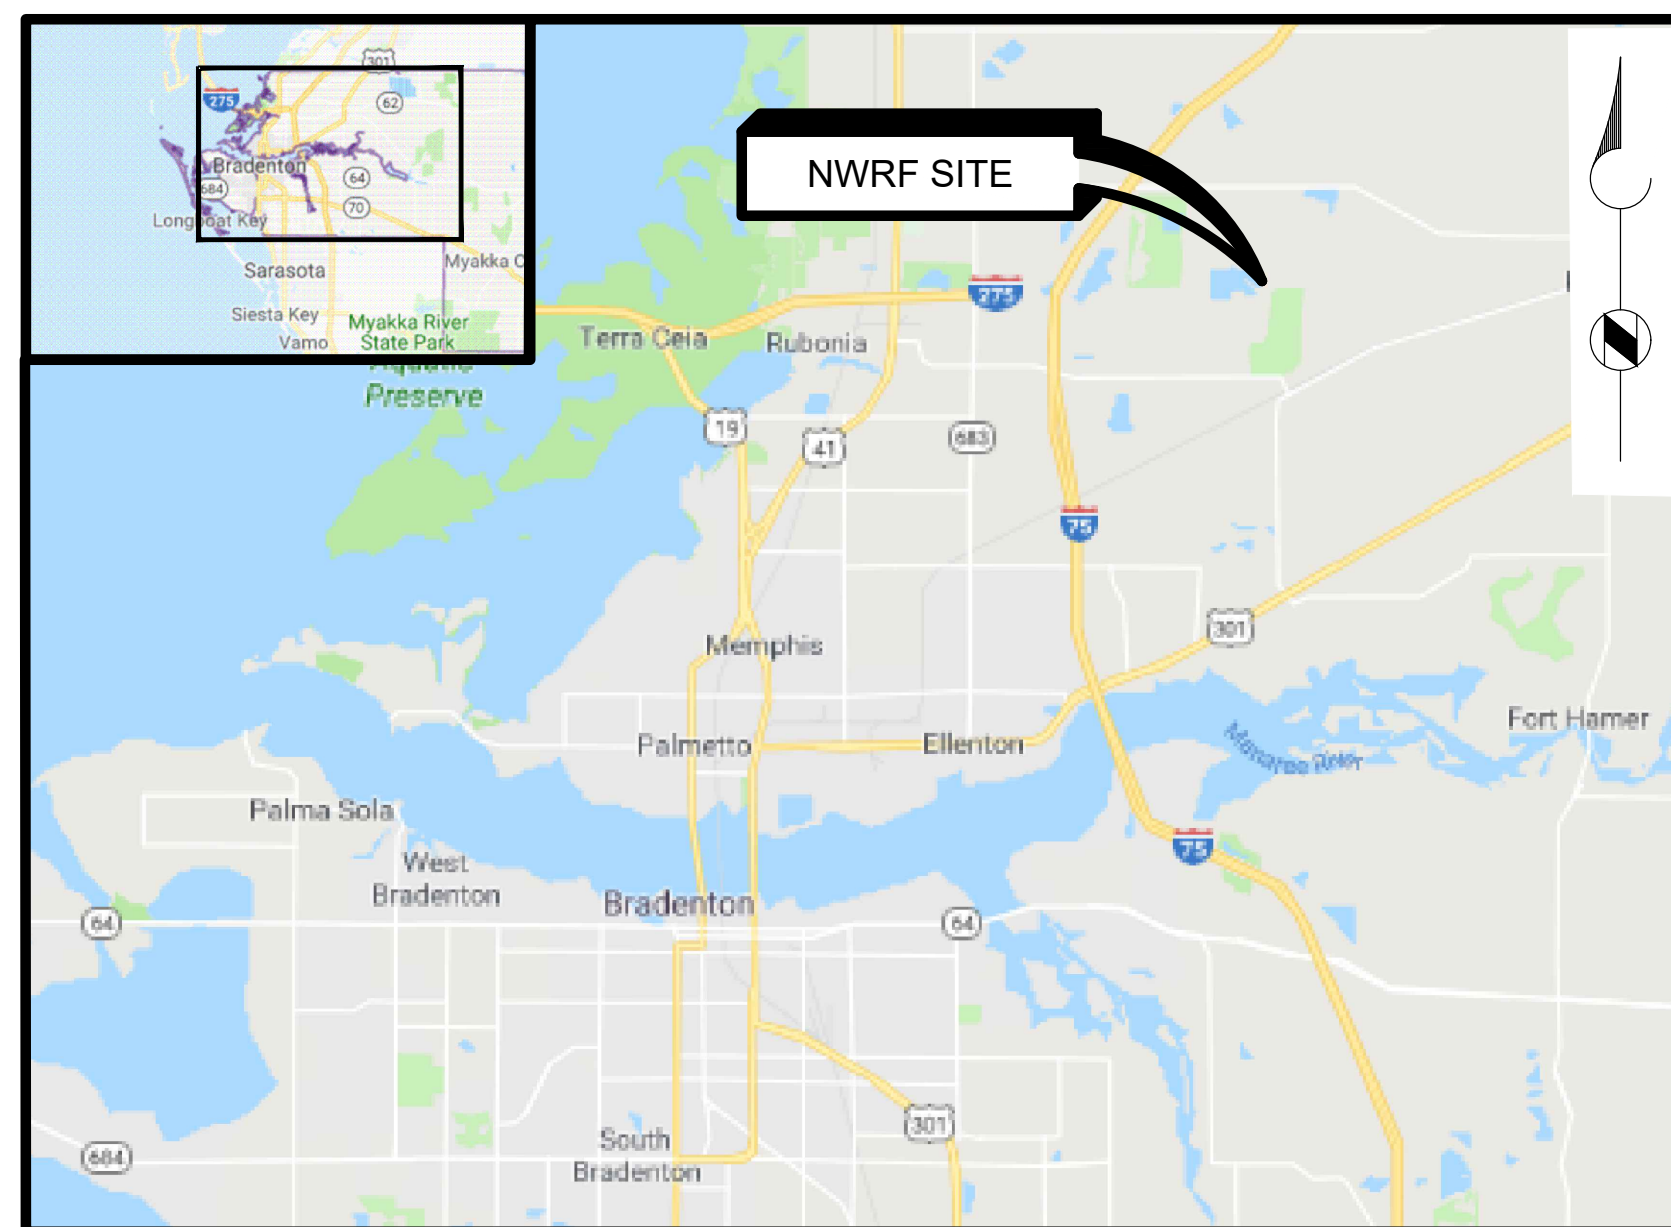 301
275
62
Bradenton
684
64
70
Longboat Key
Sarasota
Myakka C
Siesta Key
Vamo
Myakka River
State Park
NWRF SITE
275
Terra Ceia
Rubonia
Aquatic
Preserve
19
41
683
75
Memphis
301
Palmetto
Ellenton
Fort Hamer
Manatee River
Palma Sola
West
Bradenton
75
Bradenton
64
64
301
South
Bradenton
684